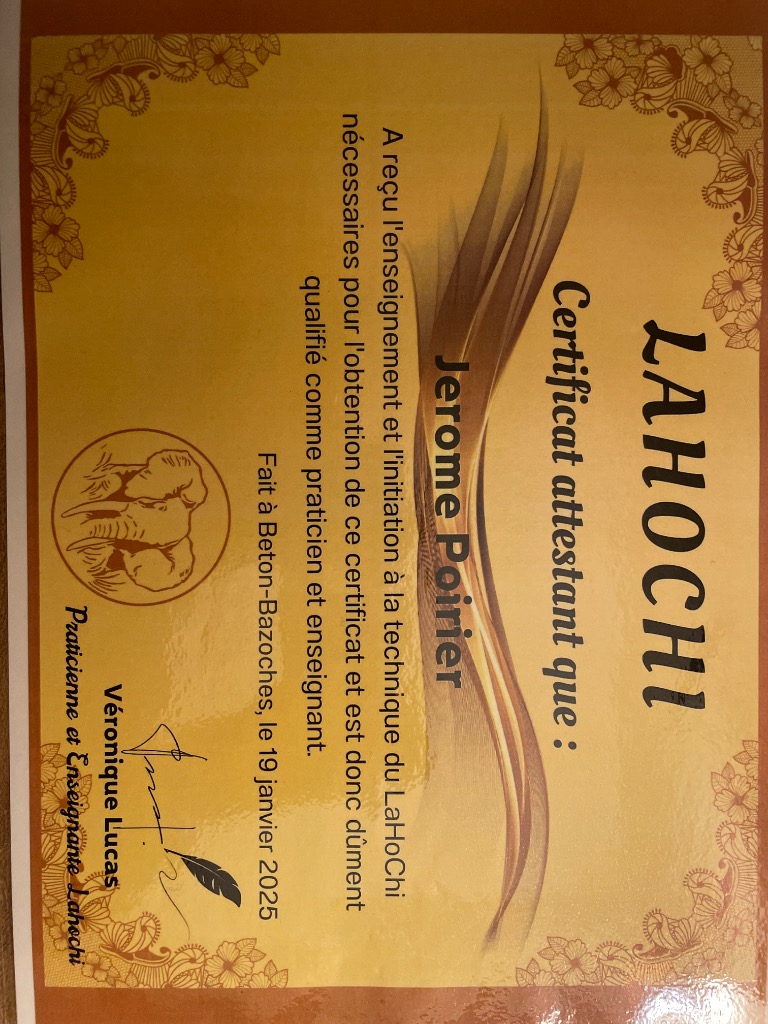 LAHOCHI
Certificat attestant que :
Jerome Poirier
A reçu l'enseignement et l'initiation à la technique du LaHoChi
nécessaires pour l'obtention de ce certificat et est donc dûment
qualifié comme praticien et enseignant.
Fait à Beton-Bazoches, le 19 janvier 2025
Véronique Lucas
Praticienne et Enseignante Lahochi